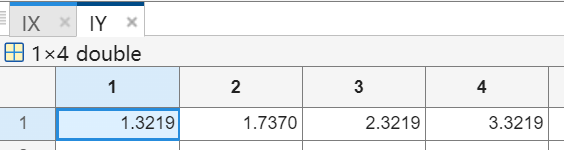 IX × IY ×
1×4 double
1 2 3 4
1 1.3219 1.7370 2.3219 3.3219